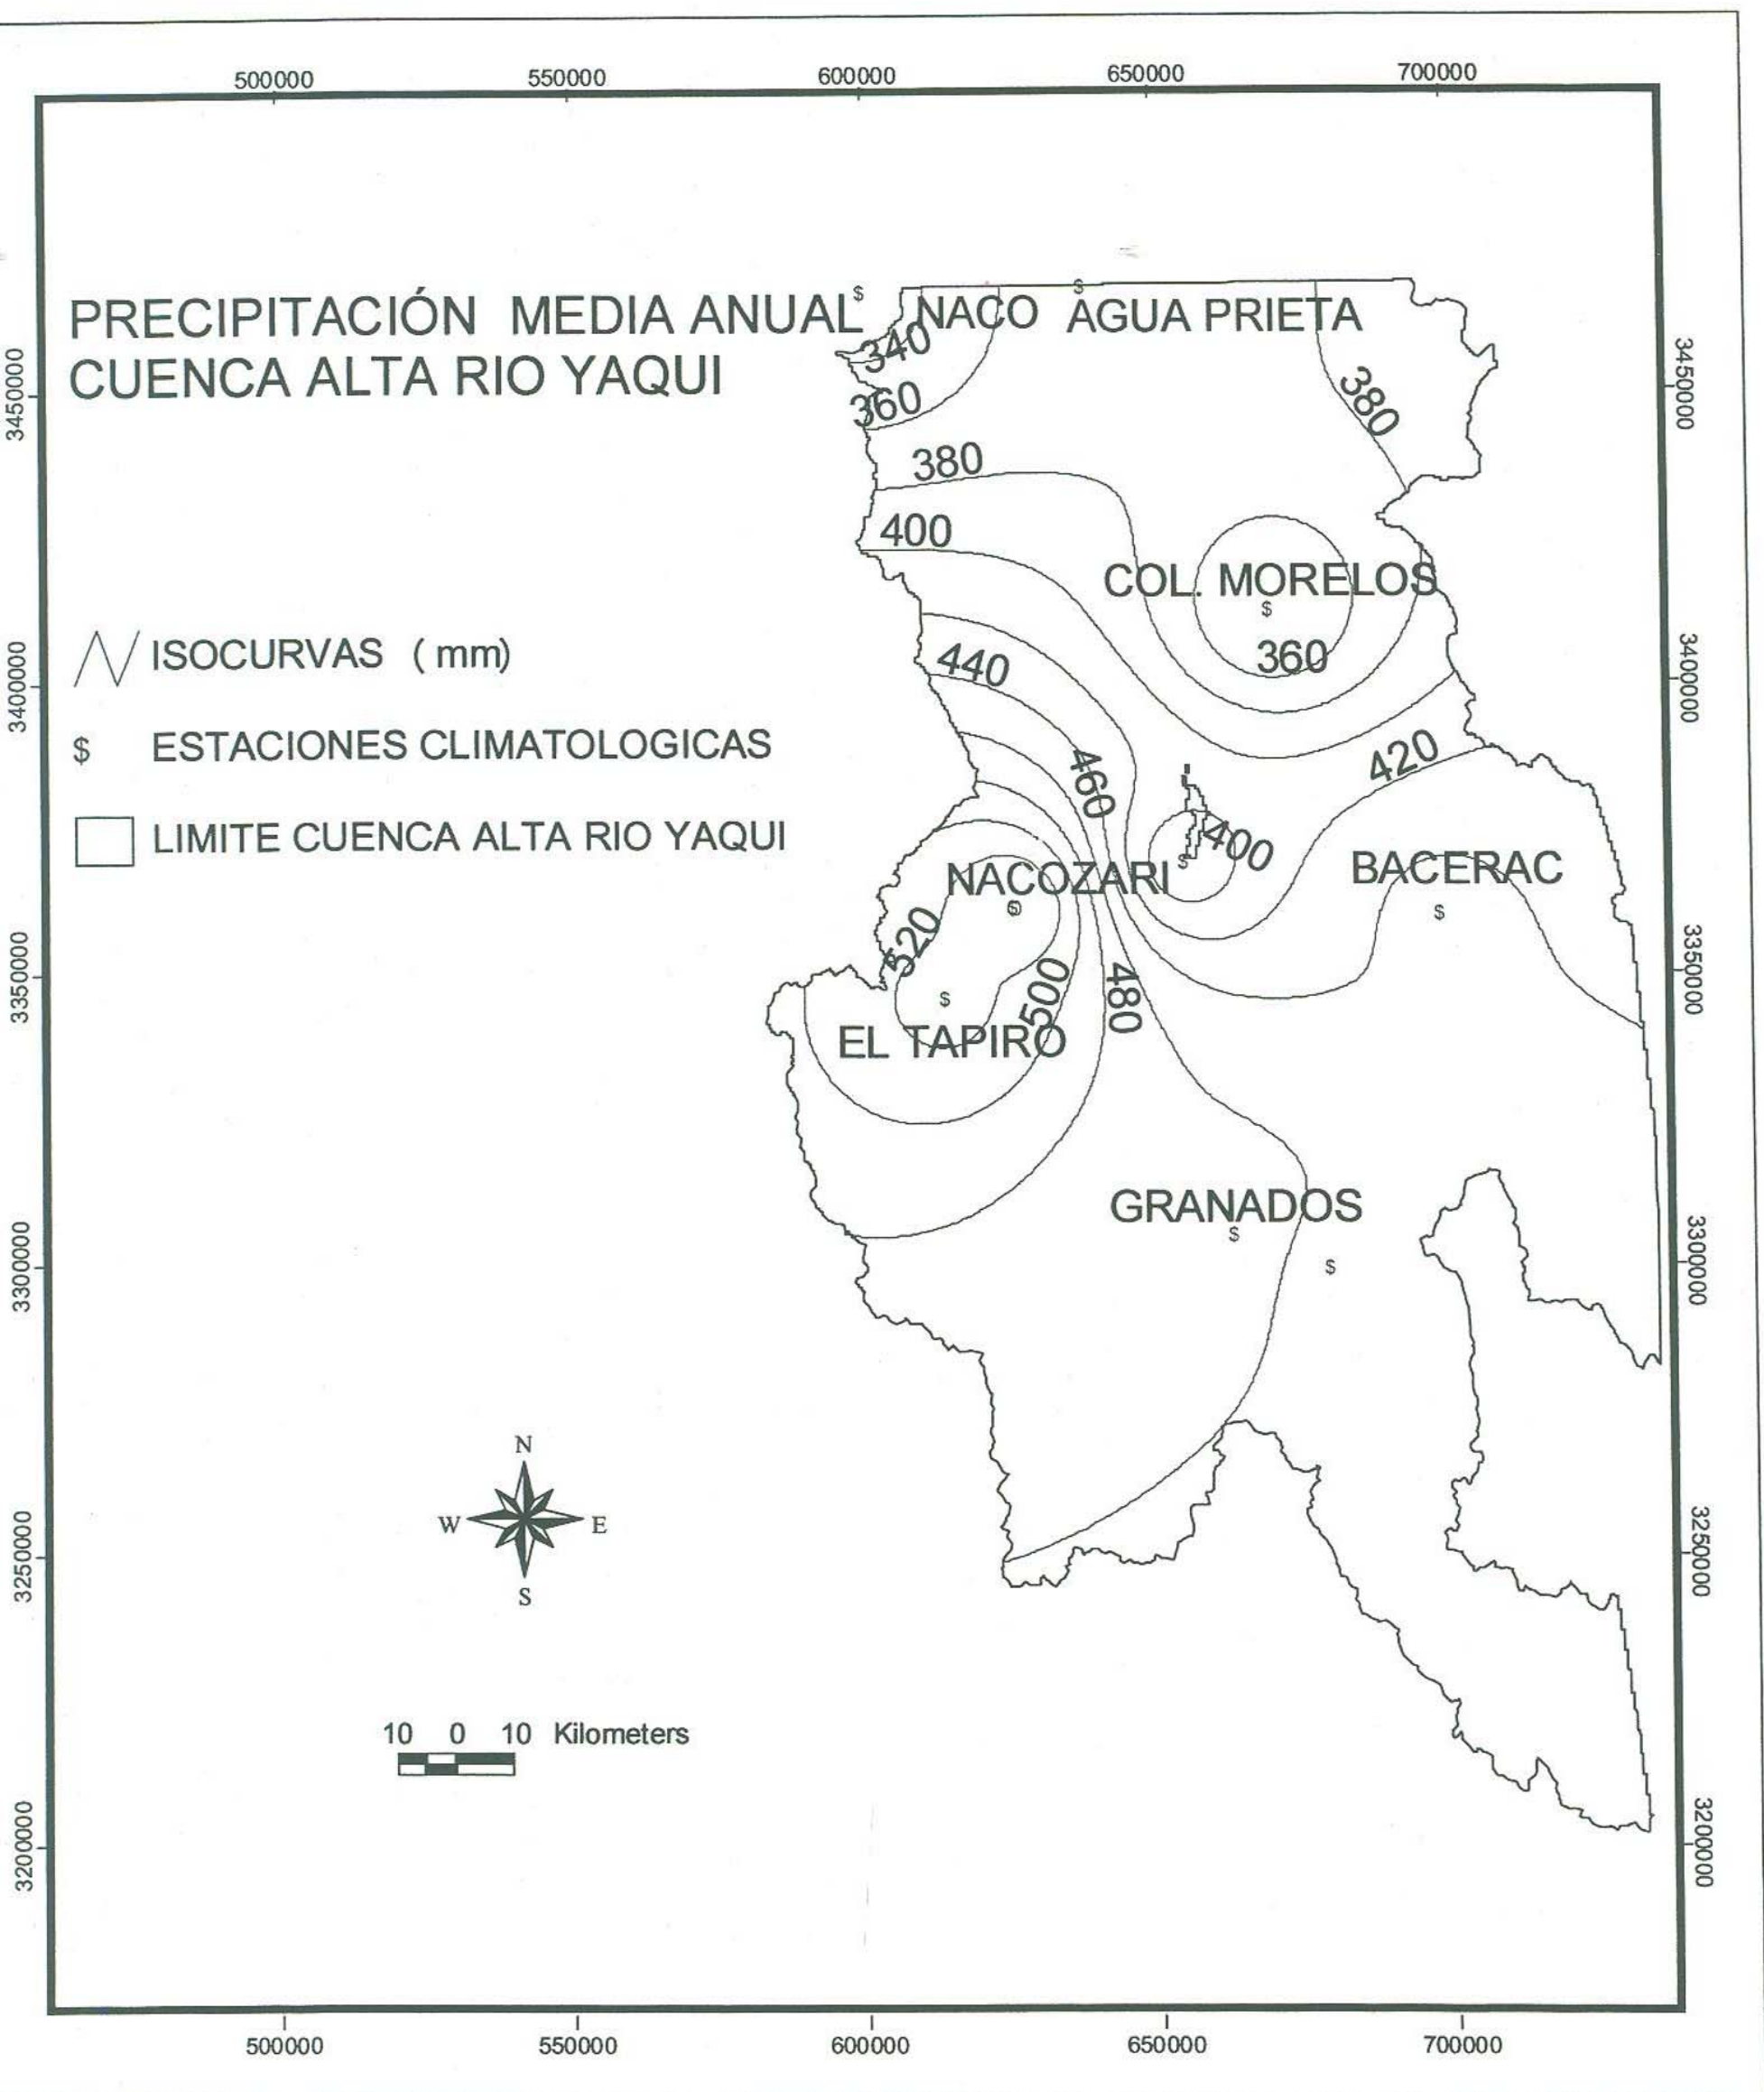 500000 550000 600000 650000 700000
PRECIPITACIÓN MEDIA ANUAL
CUENCA ALTA RIO YAQUI
$ $
NACO AGUA PRIETA
340
360
380
380
400
3450000
3450000
COL. MORELOS
$
360
ISOCURVAS (mm)
440
3400000
3400000
$ ESTACIONES CLIMATOLOGICAS
460
420
LIMITE CUENCA ALTA RIO YAQUI
400
$
NACOZARI
BACERAC
$
$
520
500
480
3350000
3350000
$
EL TAPIRO
GRANADOS
$
$
3300000
3300000
N
W E
S
3250000
3250000
10 0 10 Kilometers
3200000
3200000
500000 550000 600000 650000 700000